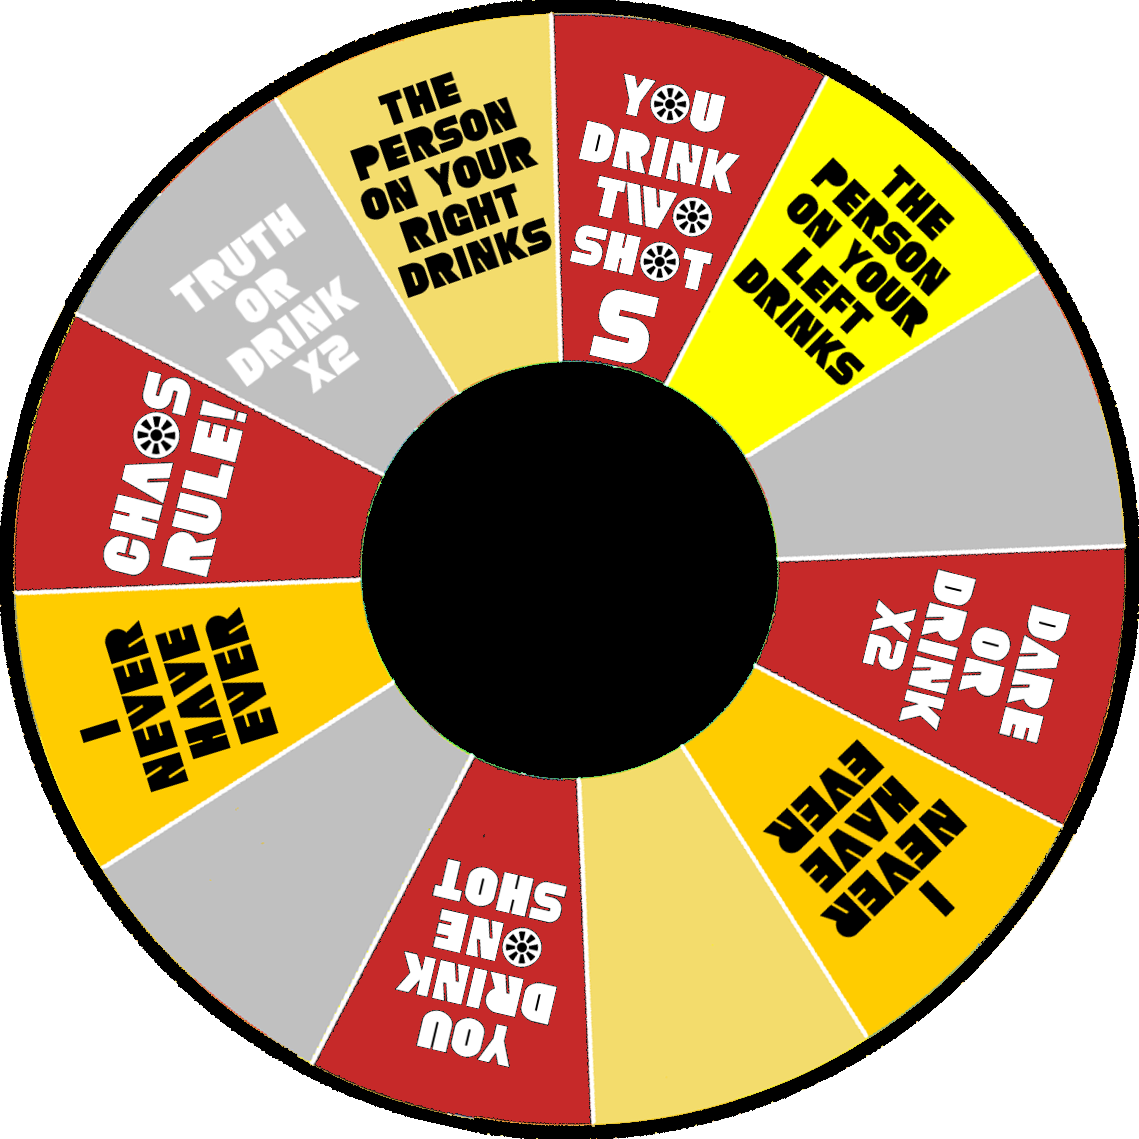 YOU
DRINK
TWO
SHOT
S
THE
PERSON
ON YOUR
LEFT
DRINKS
DARE
OR
DRINK
X2
I
NEVER
HAVE
EVER
YOU
DRINK
ONE
SHOT
I
NEVER
HAVE
EVER
CHAOS
RULE!
TRUTH
OR
DRINK
X2
THE
PERSON
ON YOUR
RIGHT
DRINKS